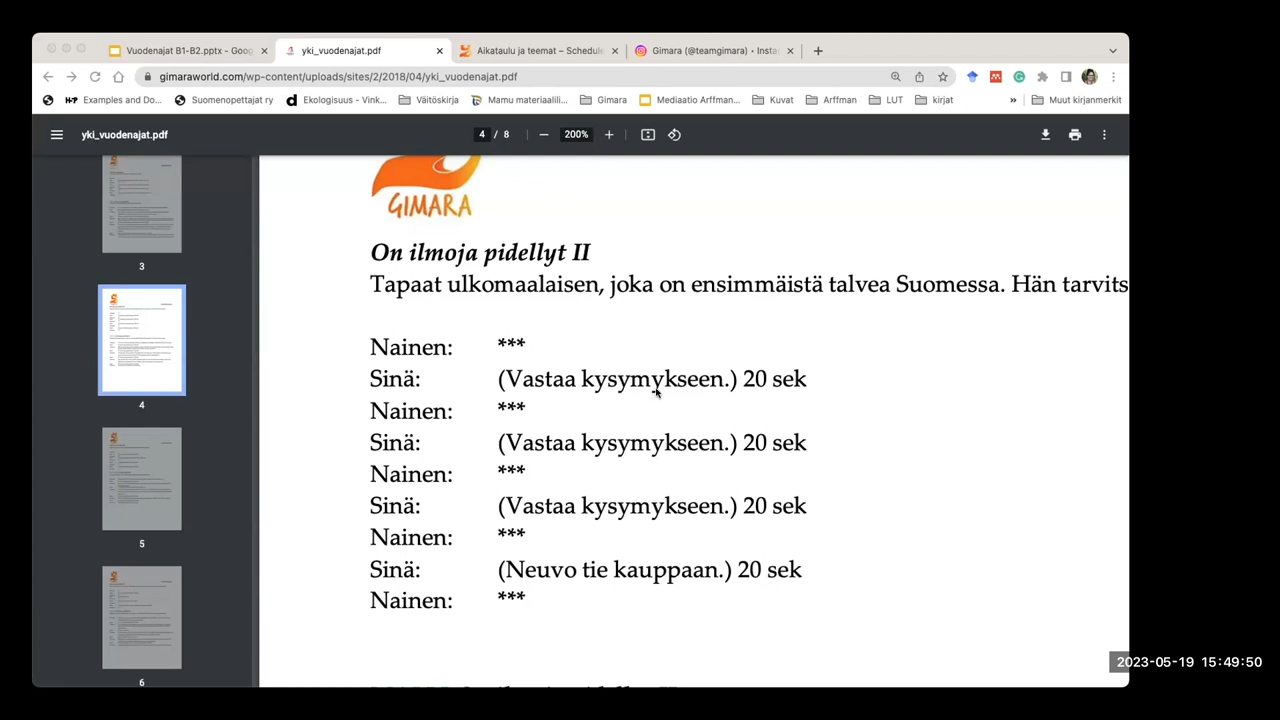 Vuodenajat B1-B2.pptx - Goog
yki_vuodenajat.pdf
Aikataulu ja teemat – Schedule
Gimara (@teamgimara) • Insta
gimaraworld.com/wp-content/uploads/sites/2/2018/04/yki_vuodenajat.pdf
Examples and Do...
Suomenopettajat ry
Ekologisuus - Vink...
Väitöskirja
Mamu materiaalili...
Gimara
Mediaatio Arffman...
Kuvat
Arffman
LUT
kirjat
»
Muut kirjanmerkit
yki_vuodenajat.pdf
4 / 8
200%
GIMARA
On ilmoja pidellyt II
Tapaat ulkomaalaisen, joka on ensimmäistä talvea Suomessa. Hän tarvits
Nainen: ***
Sinä: (Vastaa kysymykseen.) 20 sek
Nainen: ***
Sinä: (Vastaa kysymykseen.) 20 sek
Nainen: ***
Sinä: (Vastaa kysymykseen.) 20 sek
Nainen: ***
Sinä: (Neuvo tie kauppaan.) 20 sek
Nainen: ***
3
4
5
6
2023-05-19 15:49:50